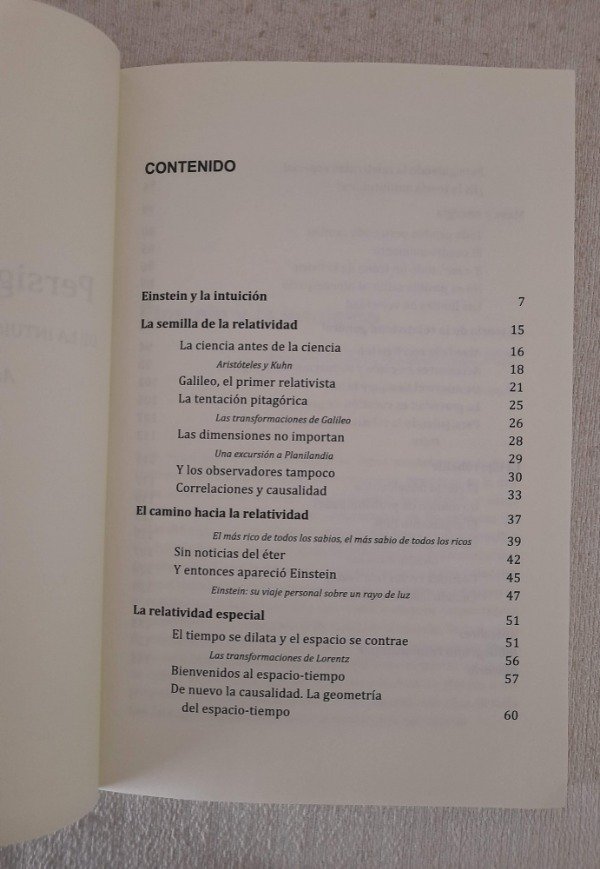 CONTENIDO
Einstein y la intuición 7
La semilla de la relatividad 15
La ciencia antes de la ciencia 16
Aristóteles y Kuhn 18
Galileo, el primer relativista 21
La tentación pitagórica 25
Las transformaciones de Galileo 26
Las dimensiones no importan 28
Una excursión a Planilandia 29
Y los observadores tampoco 30
Correlaciones y causalidad 33
El camino hacia la relatividad 37
El más rico de todos los sabios, el más sabio de todos los ricos 39
Sin noticias del éter 42
Y entonces apareció Einstein 45
Einstein: su viaje personal sobre un rayo de luz 47
La relatividad especial 51
El tiempo se dilata y el espacio se contrae 51
Las transformaciones de Lorentz 56
Bienvenidos al espacio-tiempo 57
De nuevo la causalidad. La geometría
del espacio-tiempo 60